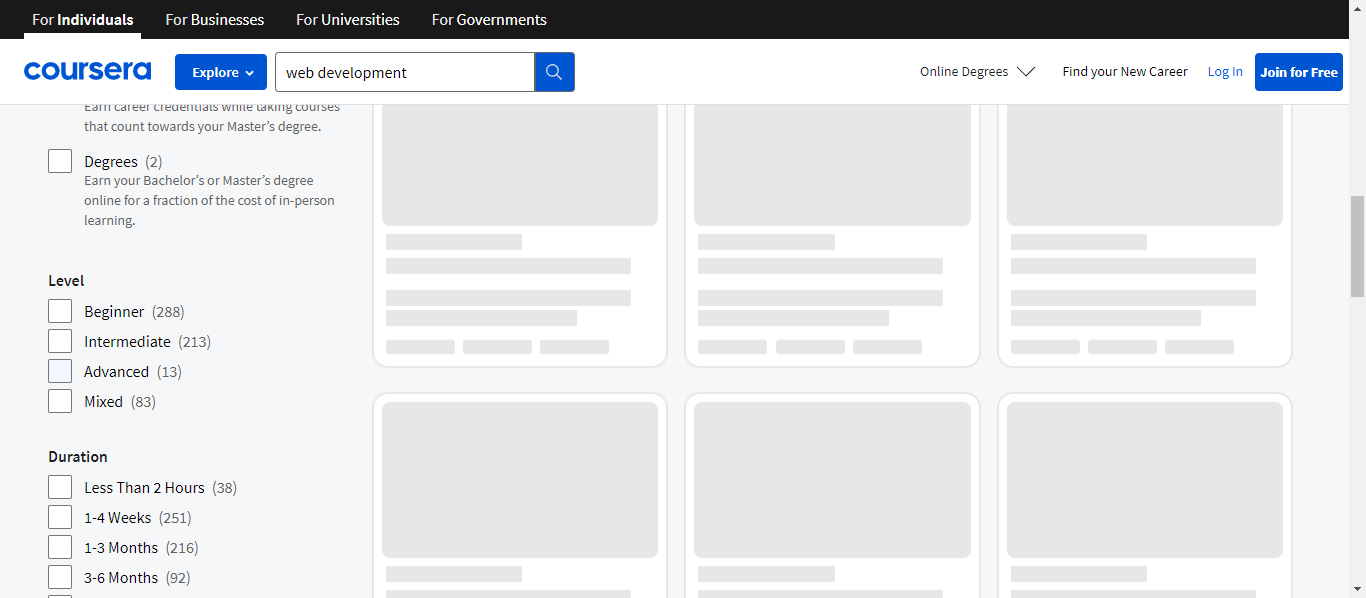 For Individuals For Businesses For Universities For Governments
coursera Explore web development Online Degrees Find your New Career Log In Join for Free
Earn career credentials while taking courses
that count towards your Master's degree.
Degrees (2)
Earn your Bachelor's or Master's degree
online for a fraction of the cost of in-person
learning.
Level
Beginner (288)
Intermediate (213)
Advanced (13)
Mixed (83)
Duration
Less Than 2 Hours (38)
1-4 Weeks (251)
1-3 Months (216)
3-6 Months (92)